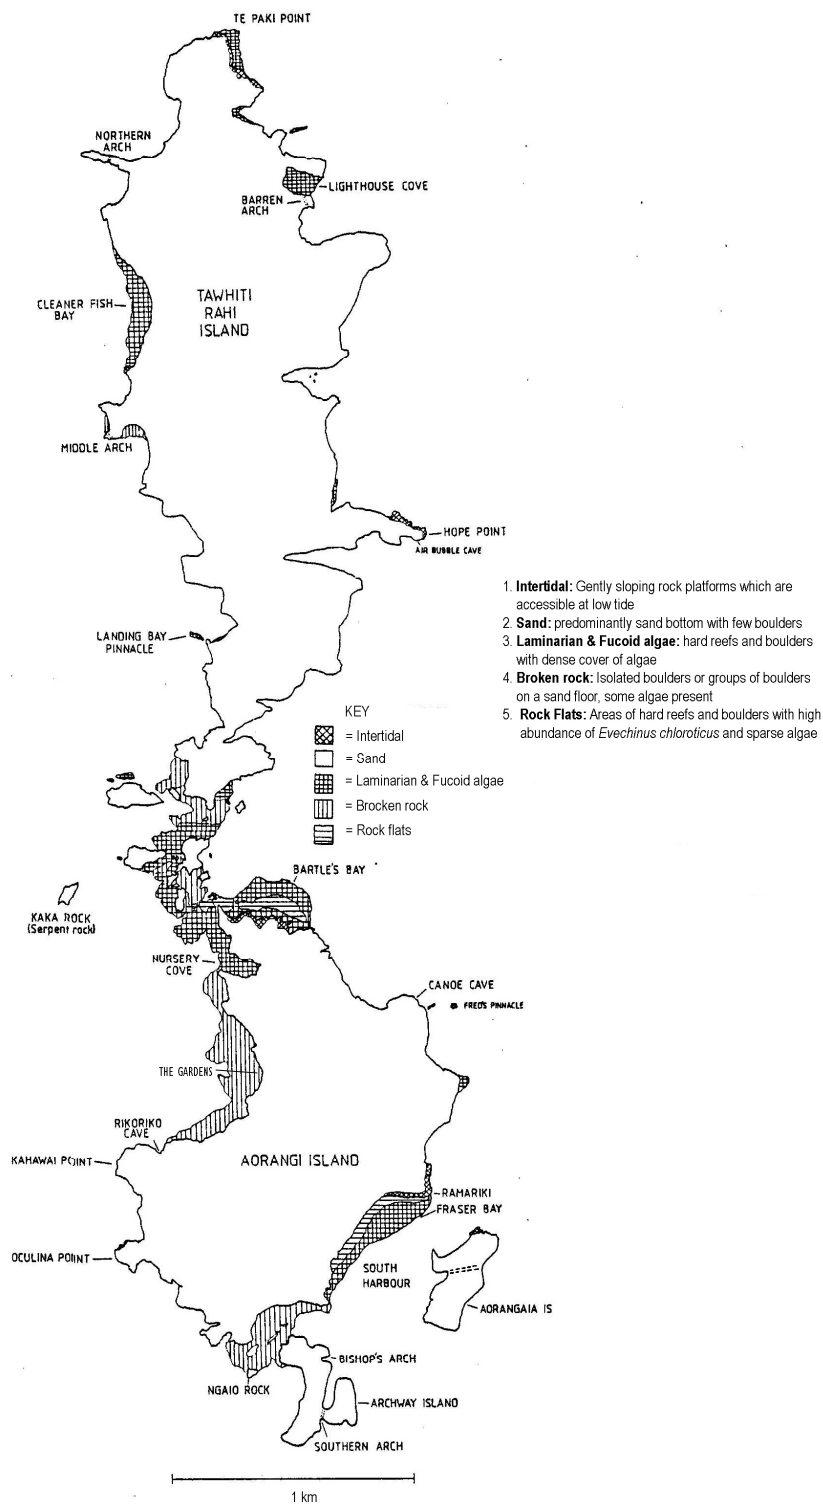 TE PAKI POINT
NORTHERN
ARCH
LIGHTHOUSE COVE
BARREN
ARCH
CLEANER FISH
BAY
TAWHITI
RAHI
ISLAND
MIDDLE ARCH
HOPE POINT
AIR BUBBLE CAVE
1. Intertidal: Gently sloping rock platforms which are
accessible at low tide
2. Sand: predominantly sand bottom with few boulders
3. Laminarian & Fucoid algae: hard reefs and boulders
with dense cover of algae
4. Broken rock: Isolated boulders or groups of boulders
on a sand floor, some algae present
5. Rock Flats: Areas of hard reefs and boulders with high
abundance of Evechinus chloroticus and sparse algae
LANDING BAY
PINNACLE
KEY
= Intertidal
= Sand
= Laminarian & Fucoid algae
= Brocken rock
= Rock flats
BARTLE'S BAY
KAKA ROCK
(Serpent rock)
NURSERY
COVE
CANOE CAVE
FRED'S PINNACLE
THE GARDENS
RIKORIKO
CAVE
KAHAWAI POINT
AORANGI ISLAND
RAMARIKI
FRASER BAY
OCULINA POINT
SOUTH
HARBOUR
AORANGAIA IS
BISHOP'S ARCH
NGAIO ROCK
ARCHWAY ISLAND
SOUTHERN ARCH
1 km